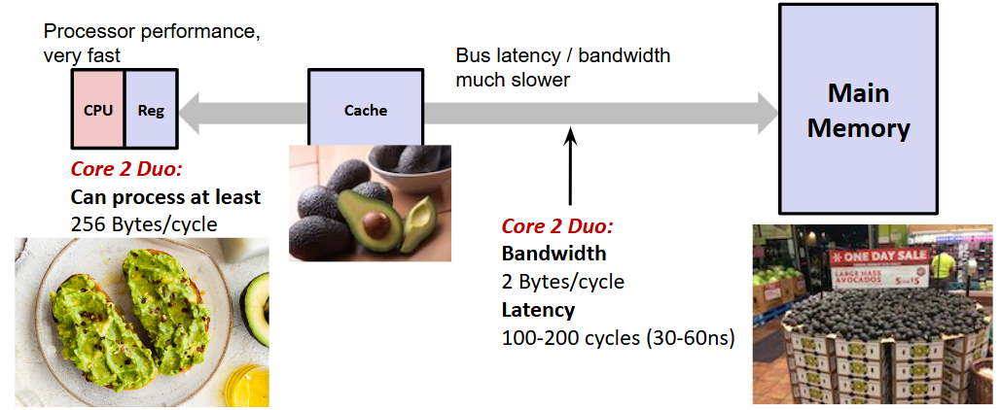 Processor performance,
very fast
Bus latency / bandwidth
much slower
CPU
Reg
Cache
Main
Memory
Core 2 Duo:
Can process at least
256 Bytes/cycle
Core 2 Duo:
Bandwidth
2 Bytes/cycle
Latency
100-200 cycles (30-60ns)
ONE DAY SALE
LARGE HASS
AVOCADOS